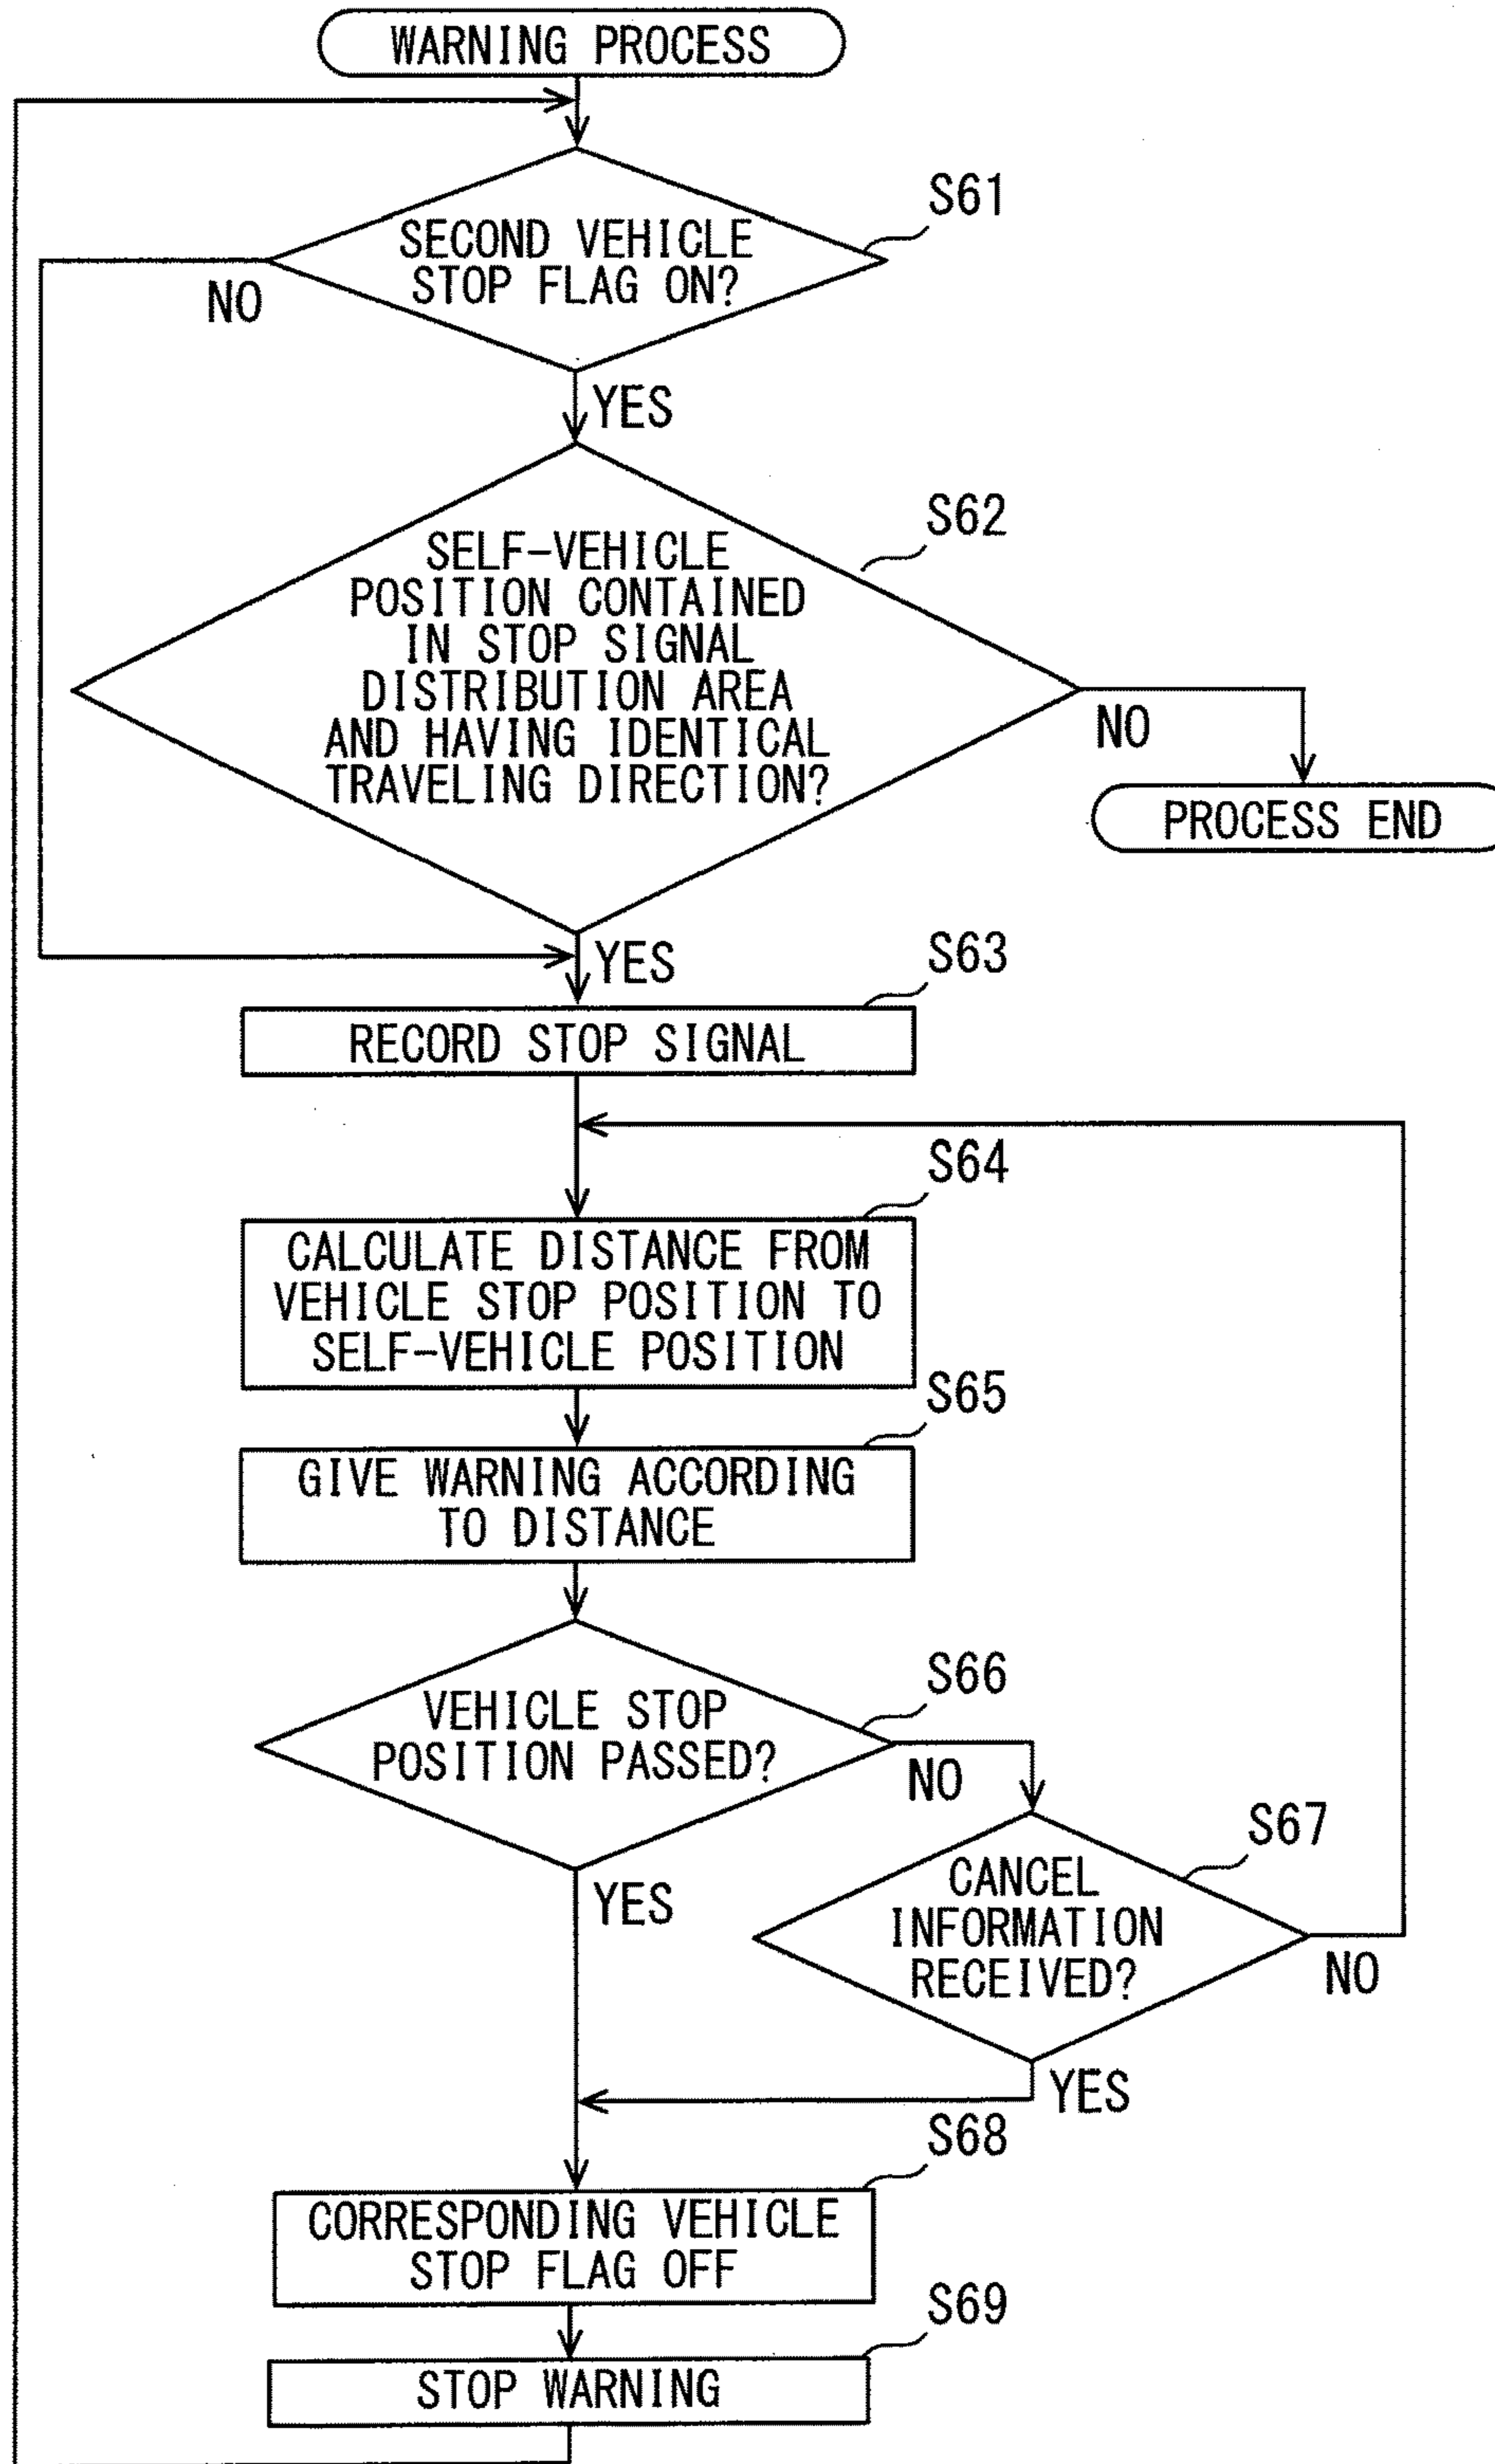 WARNING PROCESS
S61
SECOND VEHICLE
STOP FLAG ON?
NO
YES
S62
SELF-VEHICLE
POSITION CONTAINED
IN STOP SIGNAL
DISTRIBUTION AREA
AND HAVING IDENTICAL
TRAVELING DIRECTION?
NO
PROCESS END
YES
S63
RECORD STOP SIGNAL
S64
CALCULATE DISTANCE FROM
VEHICLE STOP POSITION TO
SELF-VEHICLE POSITION
S65
GIVE WARNING ACCORDING
TO DISTANCE
S66
VEHICLE STOP
POSITION PASSED?
NO
YES
S67
CANCEL
INFORMATION
RECEIVED?
NO
YES
S68
CORRESPONDING VEHICLE
STOP FLAG OFF
S69
STOP WARNING